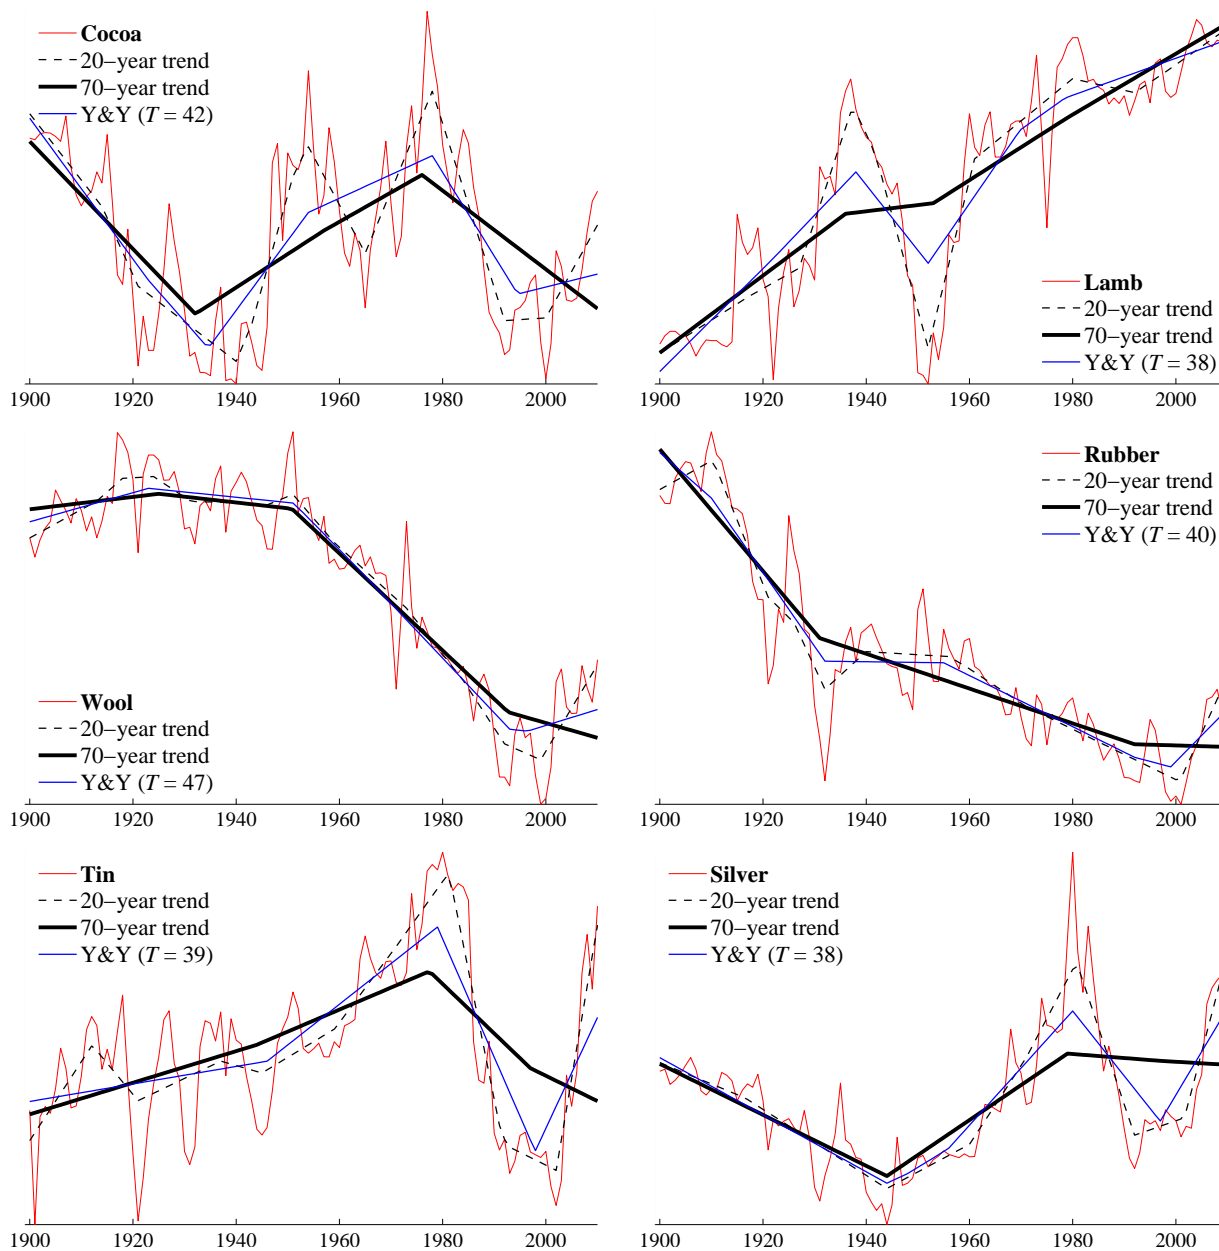 Cocoa
20−year trend
70−year trend
Y&Y (T = 42)
1900 1920 1940 1960 1980 2000
Lamb
20−year trend
70−year trend
Y&Y (T = 38)
1900 1920 1940 1960 1980 2000
Wool
20−year trend
70−year trend
Y&Y (T = 47)
1900 1920 1940 1960 1980 2000
Rubber
20−year trend
70−year trend
Y&Y (T = 40)
1900 1920 1940 1960 1980 2000
Tin
20−year trend
70−year trend
Y&Y (T = 39)
1900 1920 1940 1960 1980 2000
Silver
20−year trend
70−year trend
Y&Y (T = 38)
1900 1920 1940 1960 1980 2000